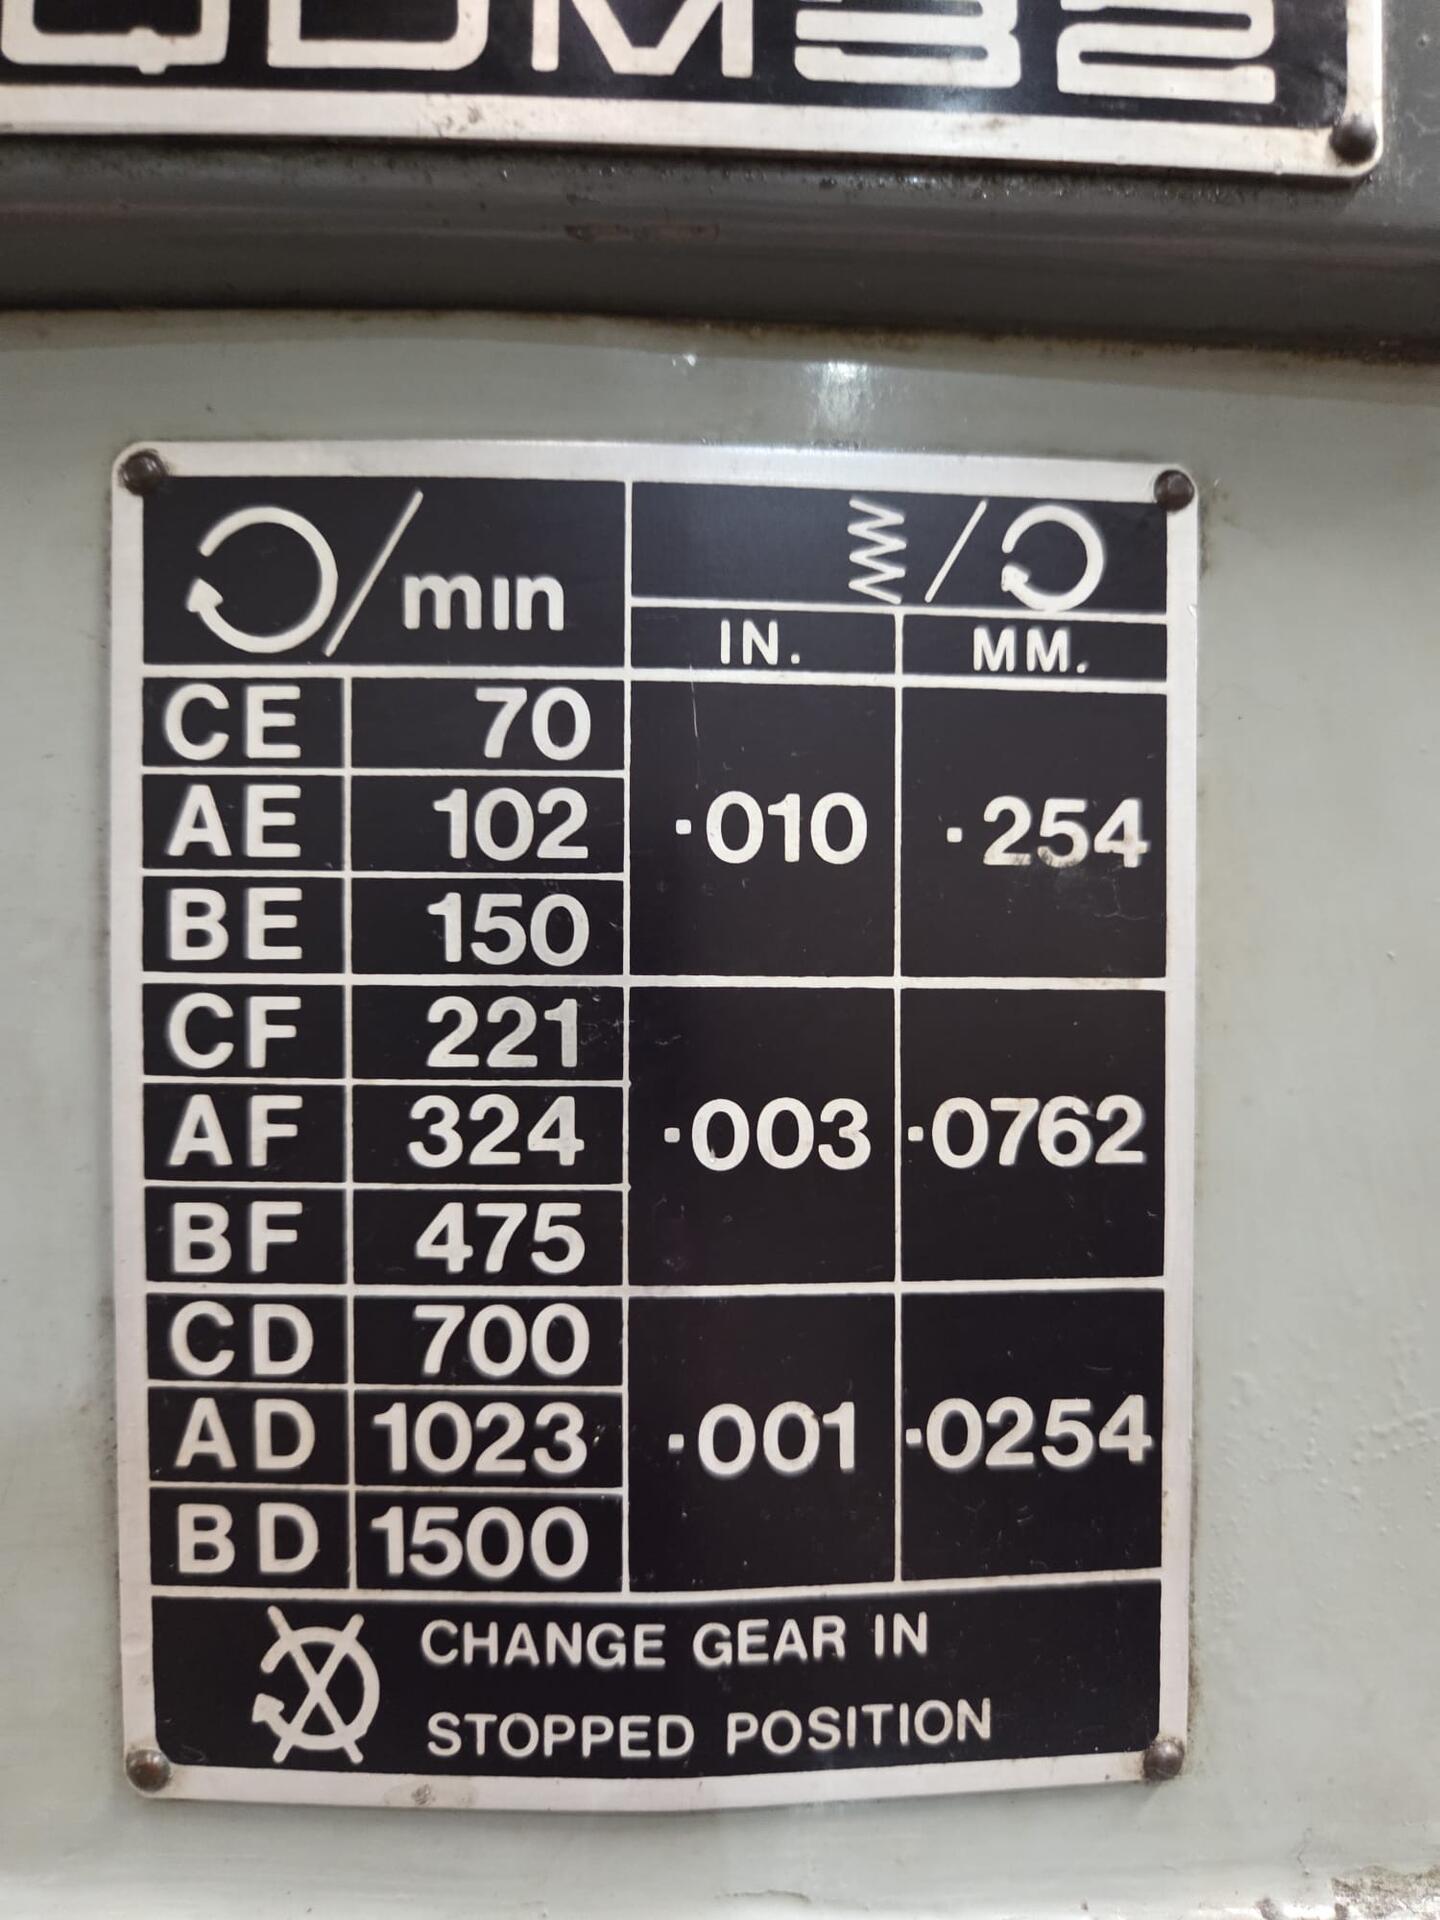 QDM32
/min
IN. MM.
CE 70
AE 102 .010 .254
BE 150
CF 221
AF 324 .003 .0762
BF 475
CD 700
AD 1023 .001 .0254
BD 1500
CHANGE GEAR IN
STOPPED POSITION